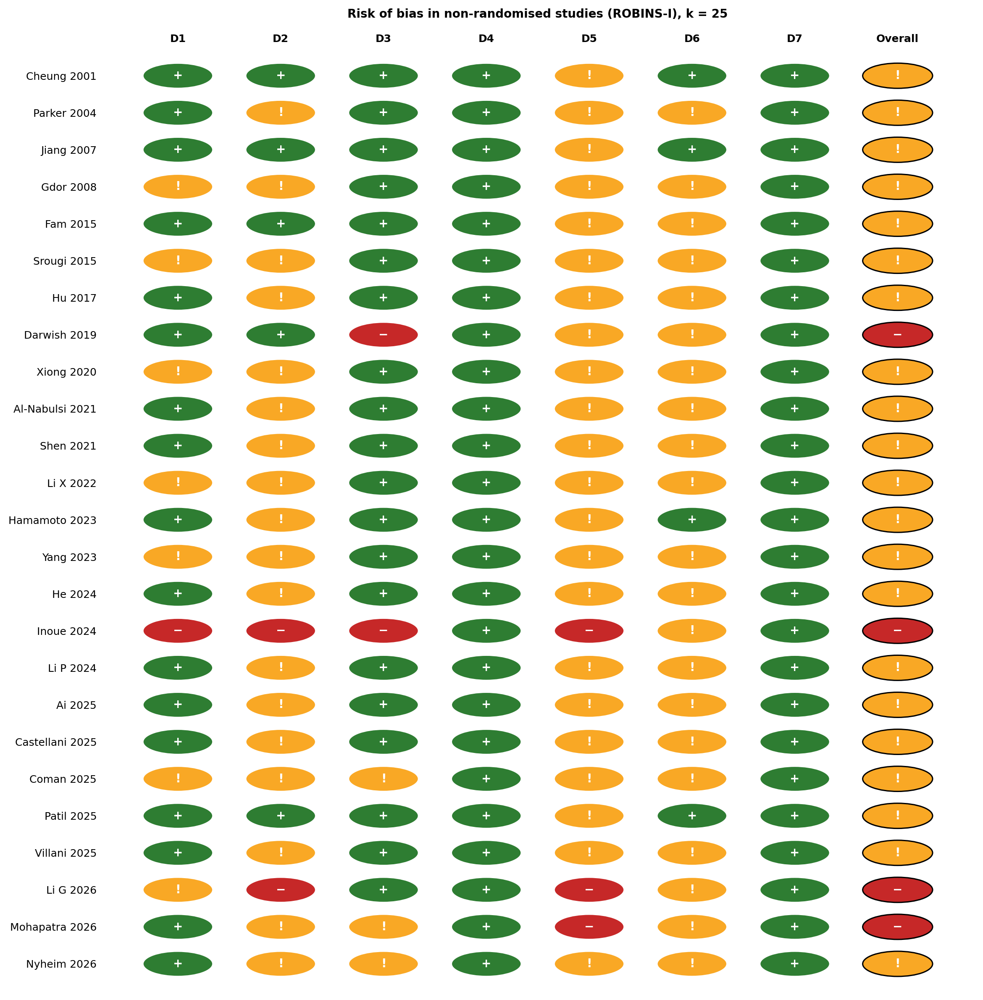 Risk of bias in non-randomised studies (ROBINS-I), k = 25
D1 D2 D3 D4 D5 D6 D7 Overall
Cheung 2001 + + + + ! + + !
Parker 2004 + ! + + ! ! + !
Jiang 2007 + + + + ! + + !
Gdor 2008 ! ! + + ! ! + !
Fam 2015 + + + + ! ! + !
Srougi 2015 ! ! + + ! ! + !
Hu 2017 + ! + + ! ! + !
Darwish 2019 + + − + ! ! + −
Xiong 2020 ! ! + + ! ! + !
Al-Nabulsi 2021 + ! + + ! ! + !
Shen 2021 + ! + + ! ! + !
Li X 2022 ! ! + + ! ! + !
Hamamoto 2023 + ! + + ! + + !
Yang 2023 ! ! + + ! ! + !
He 2024 + ! + + ! ! + !
Inoue 2024 − − − + − ! + −
Li P 2024 + ! + + ! ! + !
Ai 2025 + ! + + ! ! + !
Castellani 2025 + ! + + ! ! + !
Coman 2025 ! ! ! + ! ! + !
Patil 2025 + + + + ! + + !
Villani 2025 + ! + + ! ! + !
Li G 2026 ! − + + − ! + −
Mohapatra 2026 + ! ! + − ! + −
Nyheim 2026 + ! ! + ! ! + !